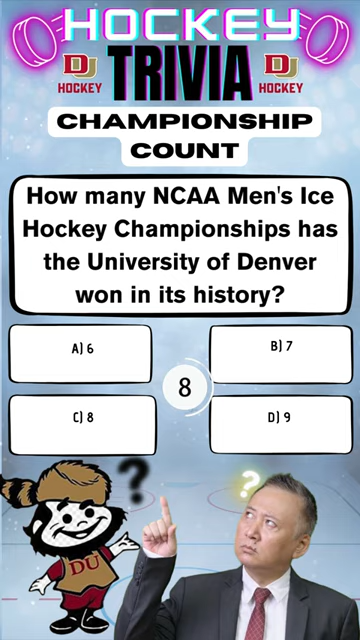 HOCKEY
DU TRIVIA DU
HOCKEY HOCKEY
CHAMPIONSHIP
COUNT
How many NCAA Men's Ice
Hockey Championships has
the University of Denver
won in its history?
A) 6
B) 7
8
C) 8
D) 9
?
?
DU